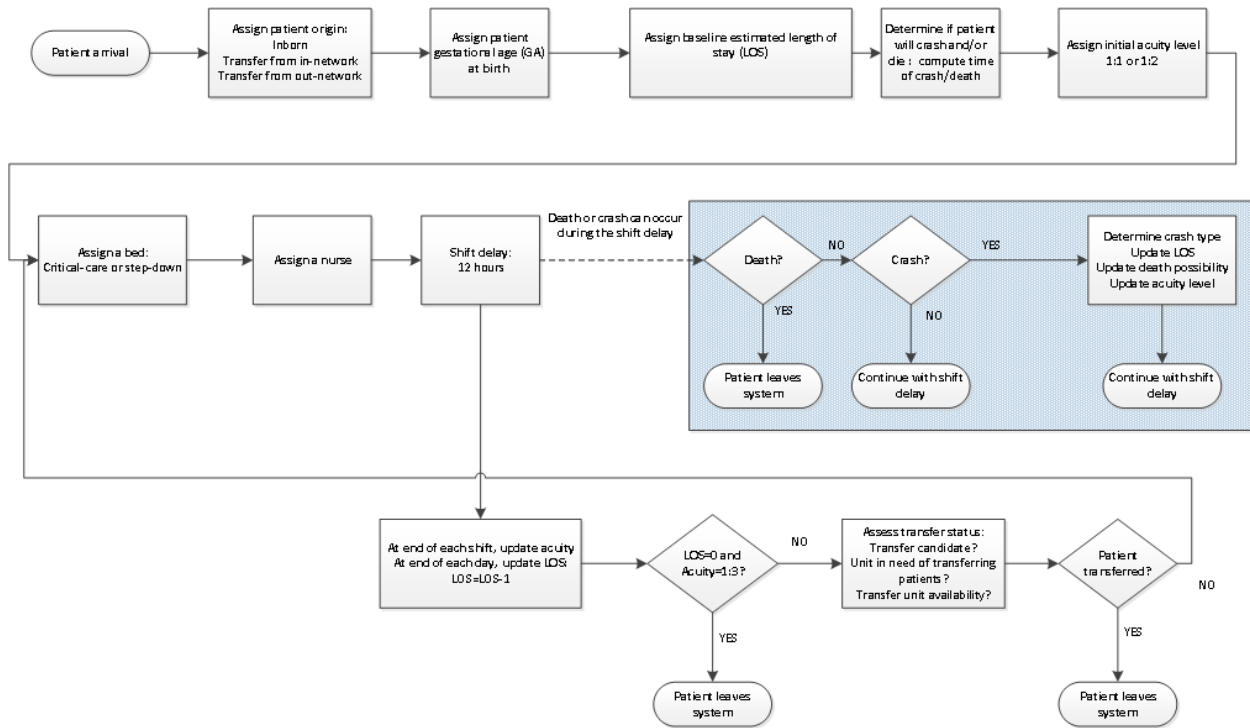 Patient arrival
Assign patient origin:
Inborn
Transfer from in-network
Transfer from out-network
Assign patient
gestational age (GA)
at birth
Assign baseline estimated length of
stay (LOS)
Determine if patient
will crash and/or
die : compute time
of crash/death
Assign initial acuity level
1:1 or 1:2
Assign a bed:
Critical-care or step-down
Assign a nurse
Shift delay:
12 hours
Death or crash can occur
during the shift delay
Death?
NO
Crash?
YES
Determine crash type
Update LOS
Update death possibility
Update acuity level
YES
NO
Patient leaves
system
Continue with shift
delay
Continue with shift
delay
At end of each shift, update acuity
At end of each day, update LOS:
LOS=LOS-1
LOS=0 and
Acuity=1:3?
NO
Assess transfer status:
Transfer candidate?
Unit in need of transferring
patients?
Transfer unit availability?
Patient
transferred?
NO
YES
YES
Patient leaves
system
Patient leaves
system